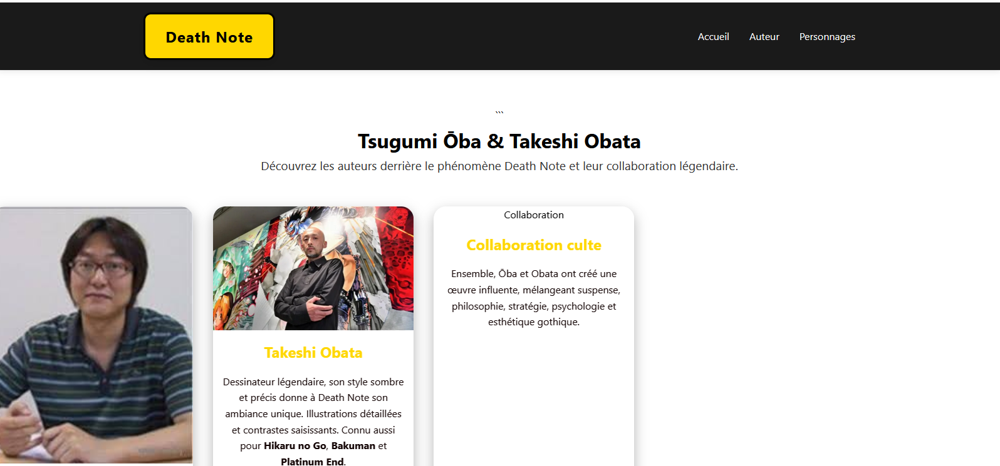 Death Note
Accueil
Auteur
Personnages
```
Tsugumi Ōba & Takeshi Obata
Découvrez les auteurs derrière le phénomène Death Note et leur collaboration légendaire.
Takeshi Obata
Dessinateur légendaire, son style sombre
et précis donne à Death Note son
ambiance unique. Illustrations détaillées
et contrastes saisissants. Connu aussi
pour Hikaru no Go, Bakuman et
Platinum End.
Collaboration
Collaboration culte
Ensemble, Ōba et Obata ont créé une
œuvre influente, mélangeant suspense,
philosophie, stratégie, psychologie et
esthétique gothique.